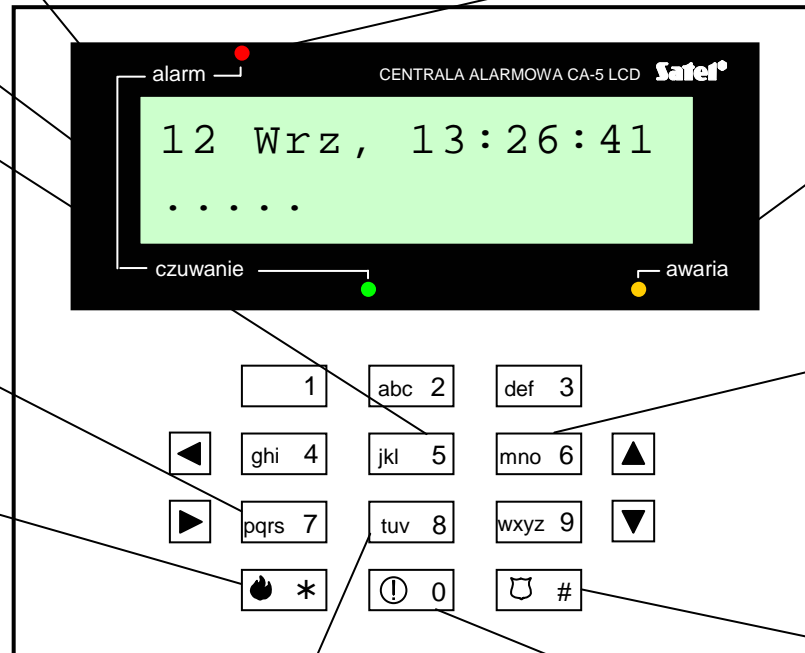 alarm CENTRALA ALARMOWA CA-5 LCD Satel®
12 Wrz, 13:26:41
.....
czuwanie awaria
1 abc 2 def 3
ghi 4 jkl 5 mno 6
pqrs 7 tuv 8 wxyz 9
* 0 #